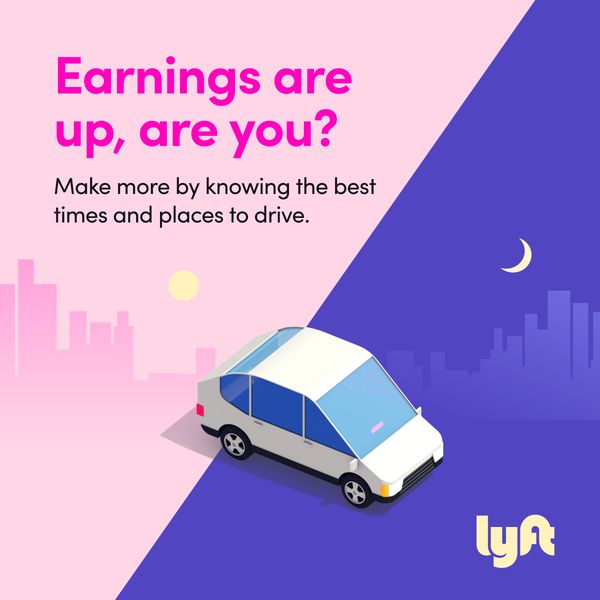 Earnings are
up, are you?
Make more by knowing the best
times and places to drive.
lyft